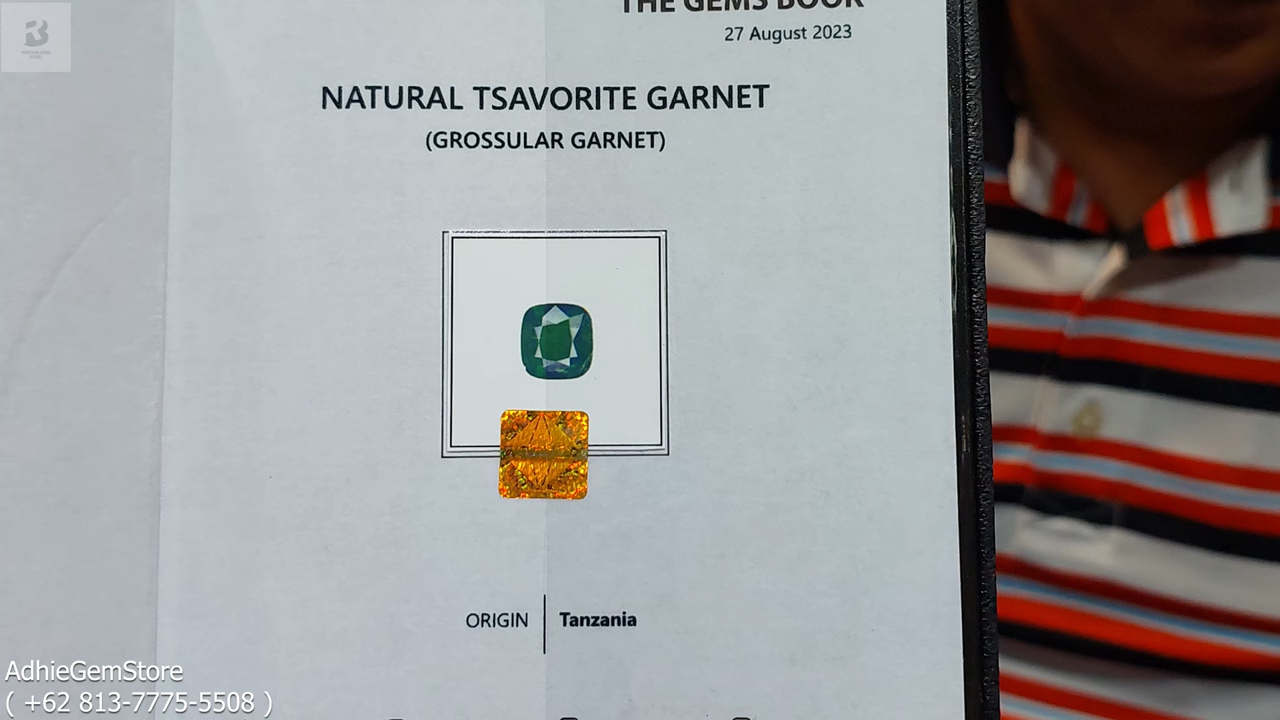 THE GEMS BOOK
27 August 2023
NATURAL TSAVORITE GARNET
(GROSSULAR GARNET)
ORIGIN | Tanzania
AdhieGemStore
( +62 813-7775-5508 )